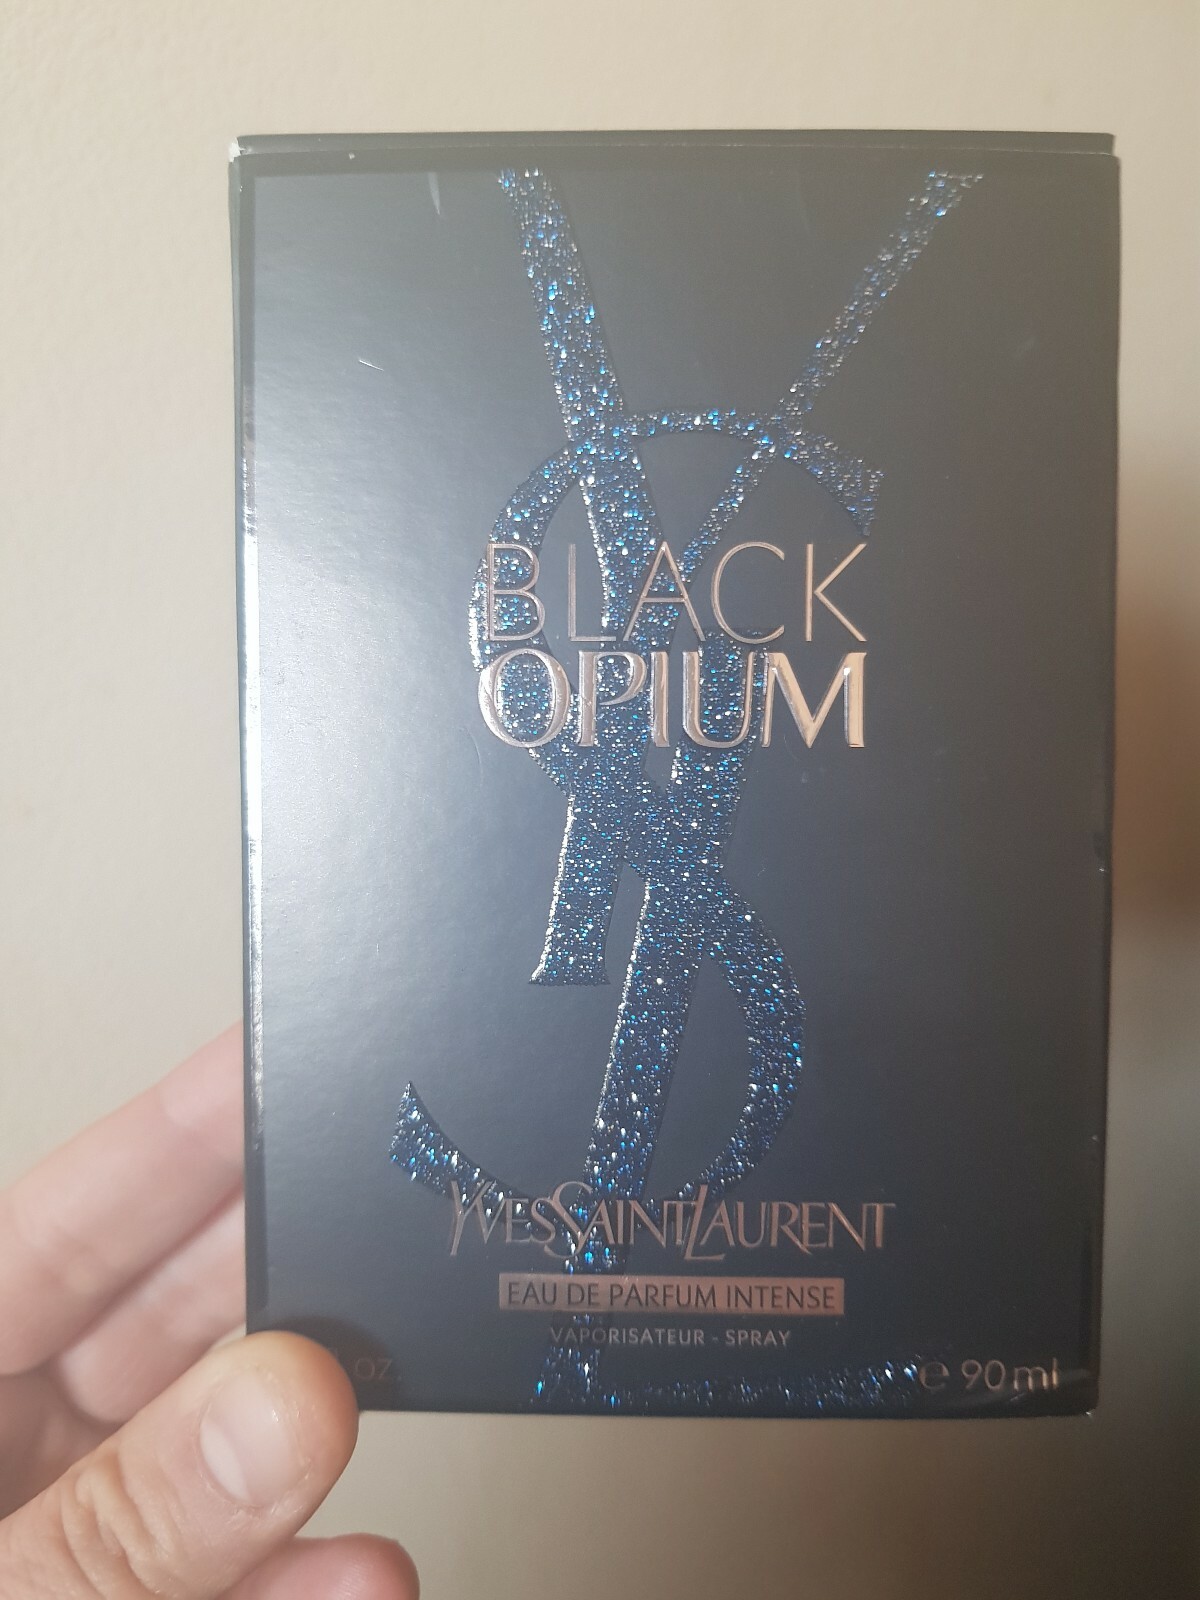 BLACK
OPIUM
YVESSAINTLAURENT
EAU DE PARFUM INTENSE
VAPORISATEUR - SPRAY
OZ.
e 90 ml